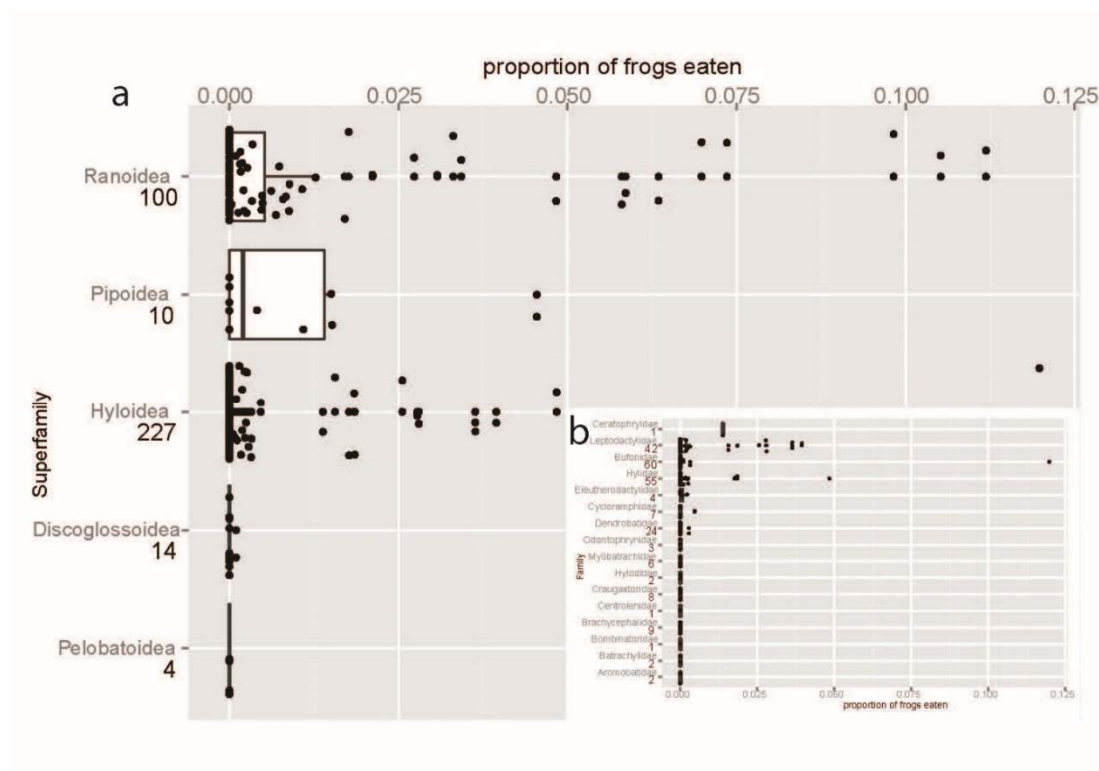 proportion of frogs eaten
a
0.000 0.025 0.050 0.075 0.100 0.125
Ranoidea
100
Pipoidea
10
Hyloidea
227
Discoglossoidea
14
Pelobatoidea
4
Superfamily
b
Ceratophryidae
1
Leptodactylidae
42
Bufonidae
60
Hylidae
55
Eleutherodactylidae
4
Cycloramphidae
7
Dendrobatidae
24
Odontophrynidae
3
Myobatrachidae
6
Hylodidae
2
Craugastoridae
8
Centrolenidae
1
Brachycephalidae
9
Bombinatoridae
1
Batrachylidae
2
Aromobatidae
2
Family
0.000 0.025 0.050 0.075 0.100 0.125
proportion of frogs eaten